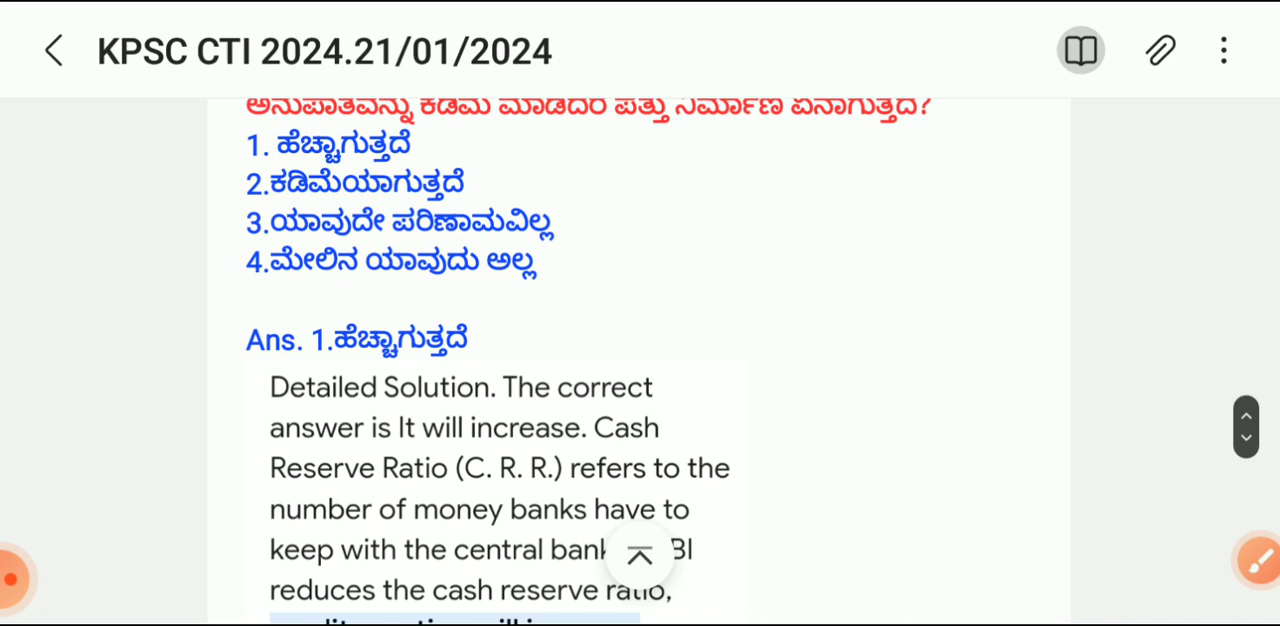 KPSC CTI 2024.21/01/2024
ಅನುಪಾತವನ್ನು ಕಡಿಮೆ ಮಾಡಿದರೆ ಪತ್ತು ನಿರ್ಮಾಣ ಏನಾಗುತ್ತದೆ?
1. ಹೆಚ್ಚಾಗುತ್ತದೆ
2.ಕಡಿಮೆಯಾಗುತ್ತದೆ
3.ಯಾವುದೇ ಪರಿಣಾಮವಿಲ್ಲ
4.ಮೇಲಿನ ಯಾವುದು ಅಲ್ಲ
Ans. 1.ಹೆಚ್ಚಾಗುತ್ತದೆ
Detailed Solution. The correct
answer is It will increase. Cash
Reserve Ratio (C. R. R.) refers to the
number of money banks have to
keep with the central bank
reduces the cash reserve ratio,